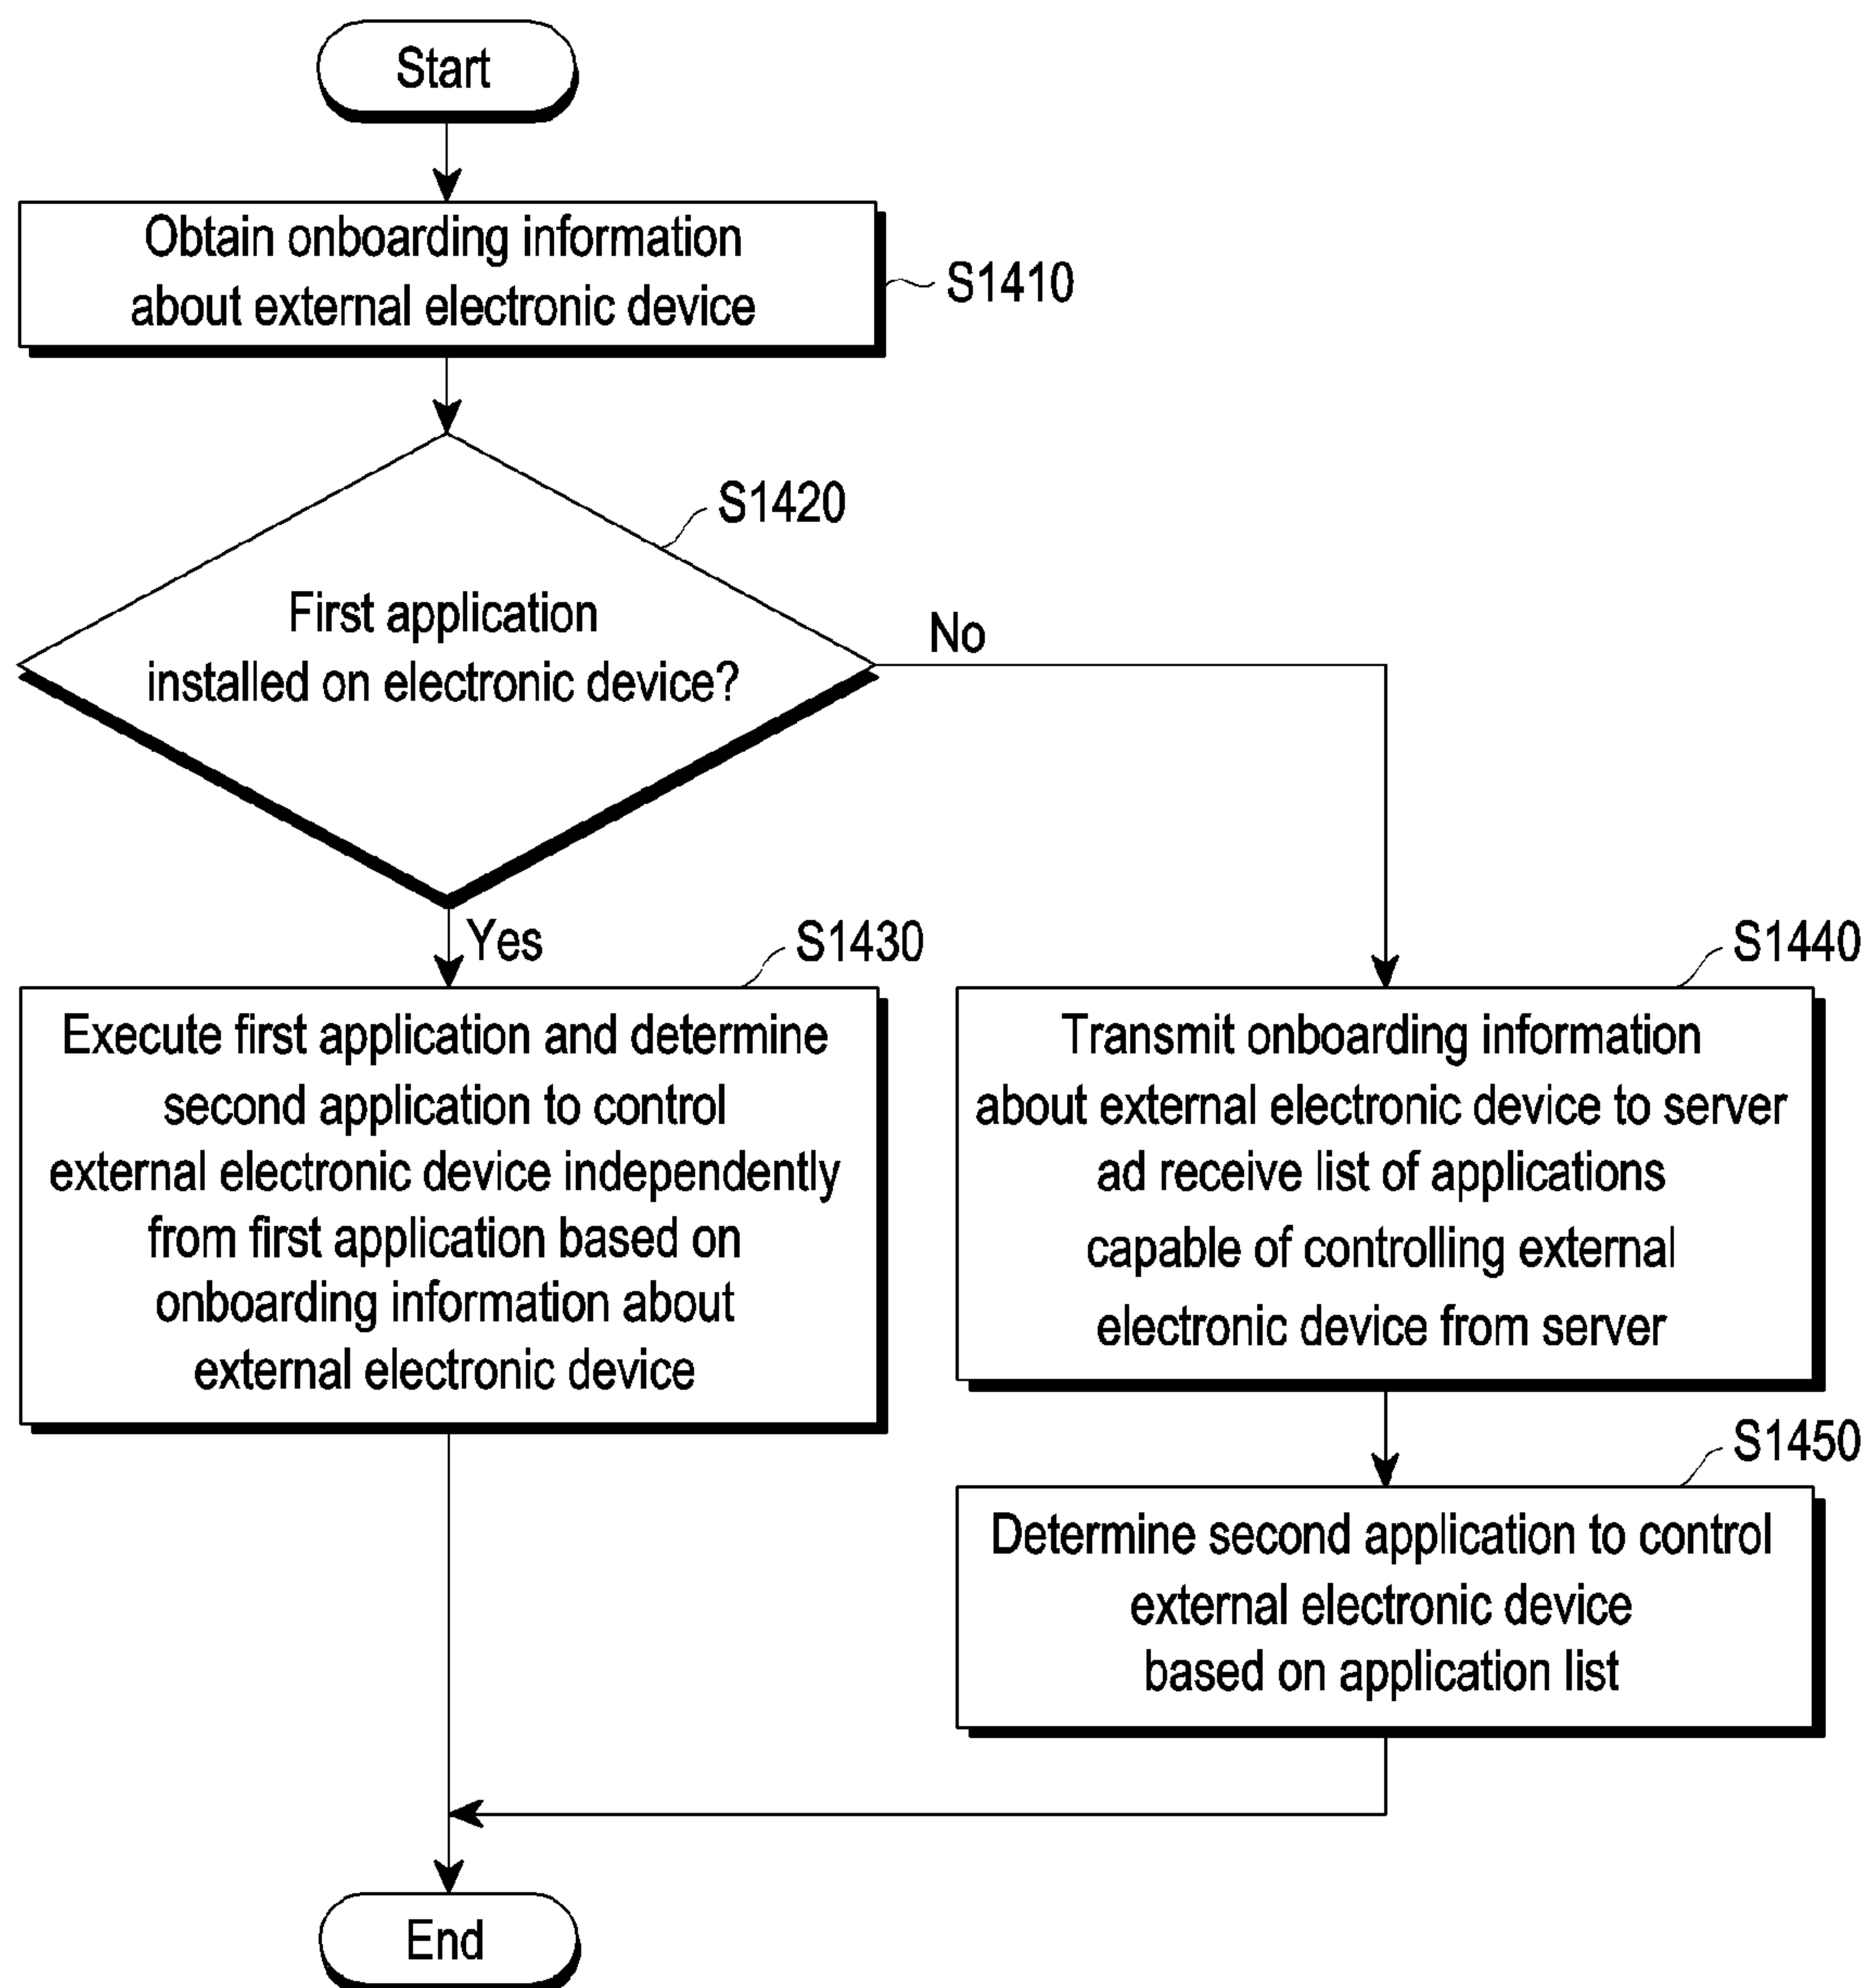 Start
Obtain onboarding information
about external electronic device
S1410
S1420
First application
installed on electronic device?
No
Yes
S1430
Execute first application and determine
second application to control
external electronic device independently
from first application based on
onboarding information about
external electronic device
S1440
Transmit onboarding information
about external electronic device to server
ad receive list of applications
capable of controlling external
electronic device from server
S1450
Determine second application to control
external electronic device
based on application list
End